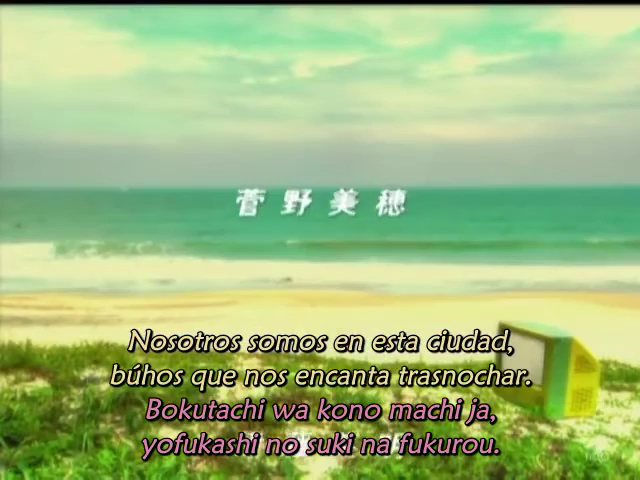 菅野美穂
Nosotros somos en esta ciudad,
búhos que nos encanta trasnochar.
Bokutachi wa kono machi ja,
yofukashi no suki na fukurou.